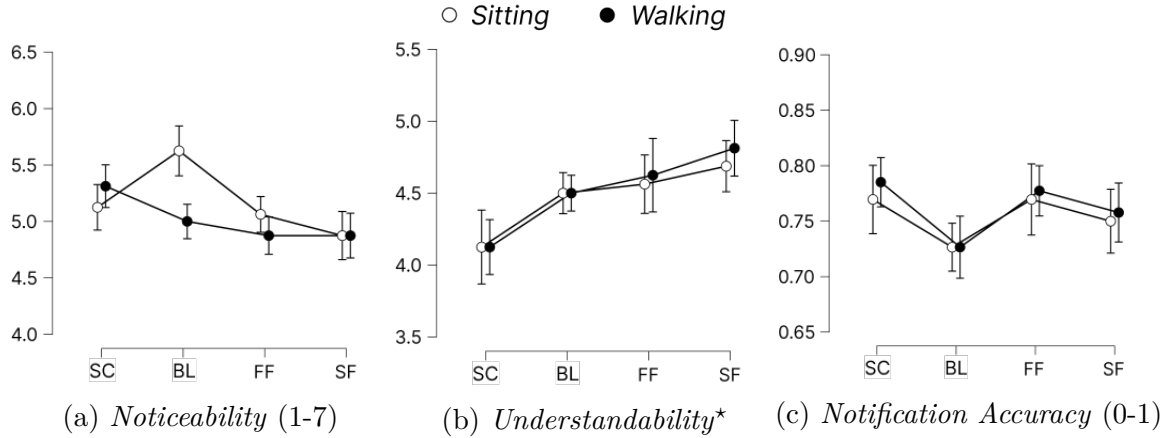 Sitting Walking
6.5
6.0
5.5
5.0
4.5
4.0
SC BL FF SF
(a) Noticeability (1-7)
5.5
5.0
4.5
4.0
3.5
SC BL FF SF
(b) Understandability⋆
0.90
0.85
0.80
0.75
0.70
0.65
SC BL FF SF
(c) Notification Accuracy (0-1)